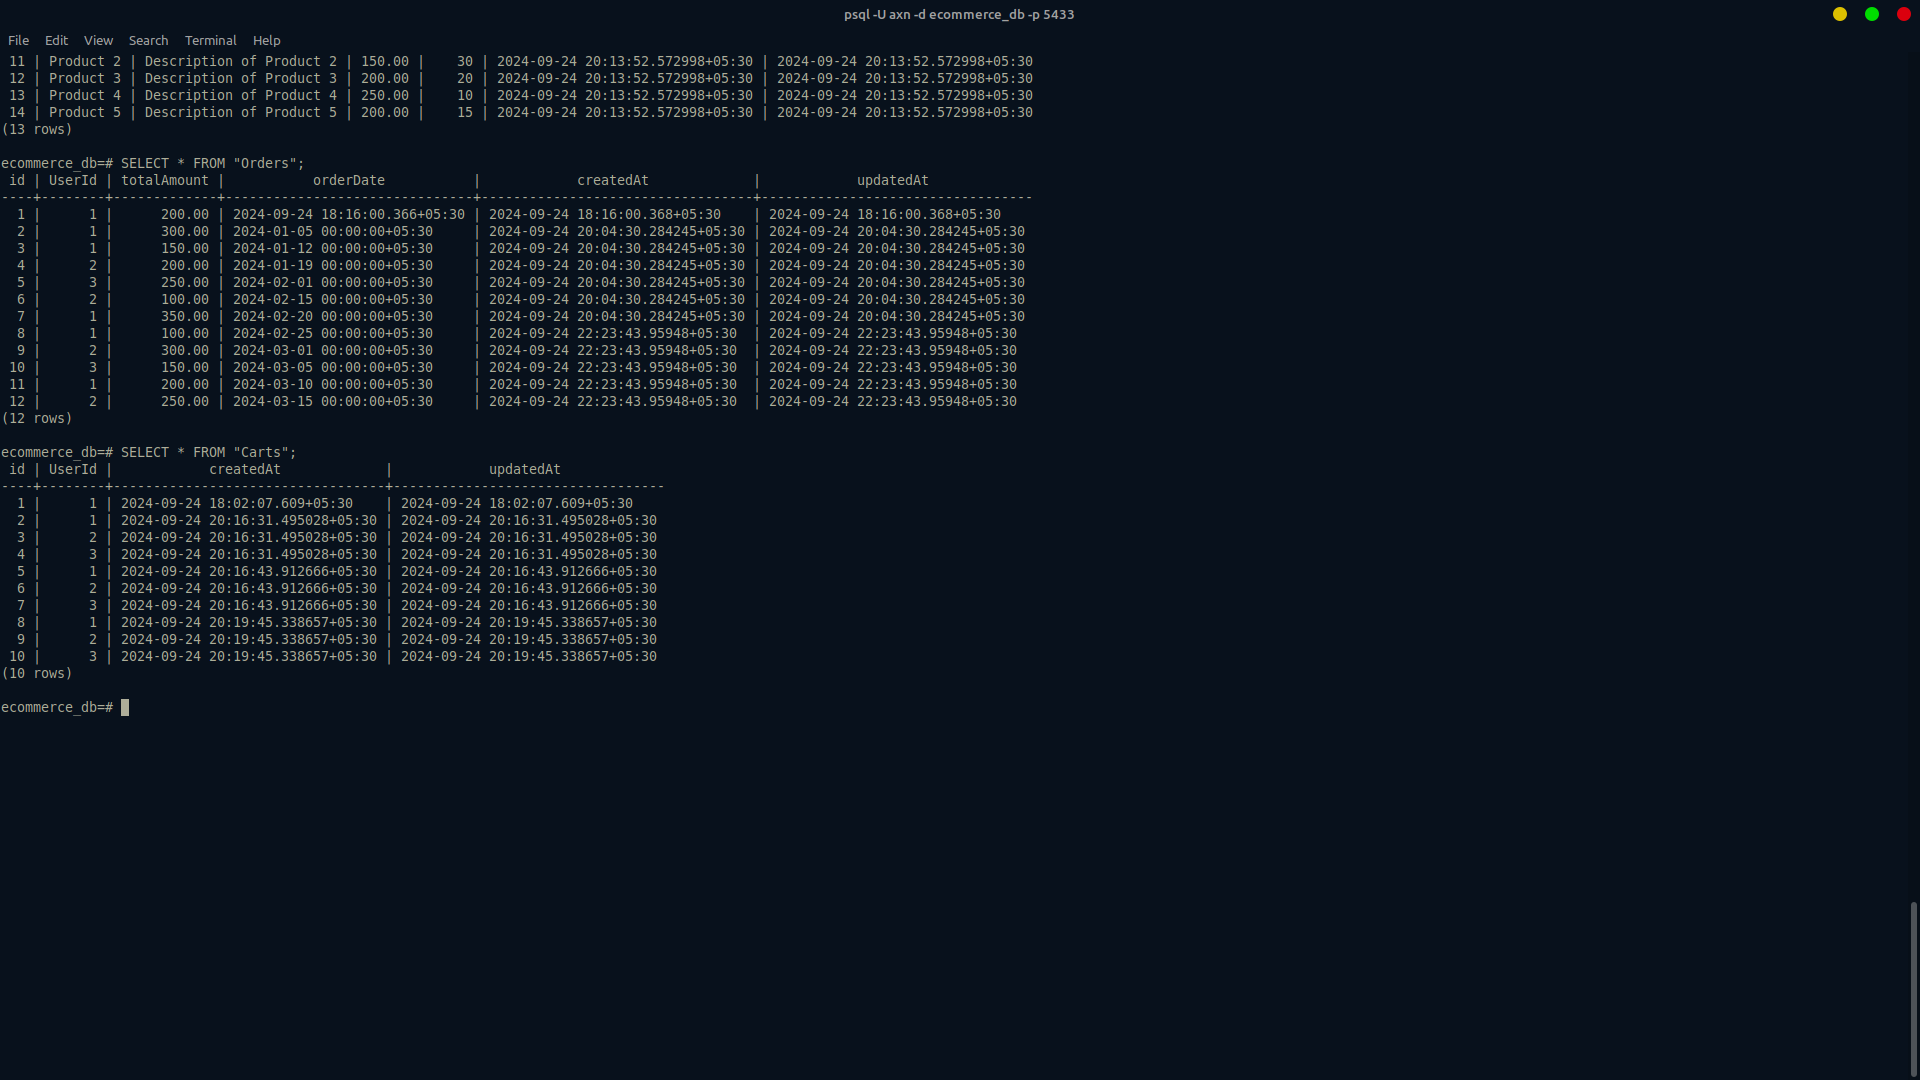 psql -U axn -d ecommerce_db -p 5433
File Edit View Search Terminal Help
 11 | Product 2 | Description of Product 2 | 150.00 |    30 | 2024-09-24 20:13:52.572998+05:30 | 2024-09-24 20:13:52.572998+05:30
 12 | Product 3 | Description of Product 3 | 200.00 |    20 | 2024-09-24 20:13:52.572998+05:30 | 2024-09-24 20:13:52.572998+05:30
 13 | Product 4 | Description of Product 4 | 250.00 |    10 | 2024-09-24 20:13:52.572998+05:30 | 2024-09-24 20:13:52.572998+05:30
 14 | Product 5 | Description of Product 5 | 200.00 |    15 | 2024-09-24 20:13:52.572998+05:30 | 2024-09-24 20:13:52.572998+05:30
(13 rows)

ecommerce_db=# SELECT * FROM "Orders";
 id | UserId | totalAmount |           orderDate           |            createdAt             |            updatedAt
----+--------+-------------+-------------------------------+----------------------------------+----------------------------------
  1 |      1 |      200.00 | 2024-09-24 18:16:00.366+05:30 | 2024-09-24 18:16:00.368+05:30    | 2024-09-24 18:16:00.368+05:30
  2 |      1 |      300.00 | 2024-01-05 00:00:00+05:30     | 2024-09-24 20:04:30.284245+05:30 | 2024-09-24 20:04:30.284245+05:30
  3 |      1 |      150.00 | 2024-01-12 00:00:00+05:30     | 2024-09-24 20:04:30.284245+05:30 | 2024-09-24 20:04:30.284245+05:30
  4 |      2 |      200.00 | 2024-01-19 00:00:00+05:30     | 2024-09-24 20:04:30.284245+05:30 | 2024-09-24 20:04:30.284245+05:30
  5 |      3 |      250.00 | 2024-02-01 00:00:00+05:30     | 2024-09-24 20:04:30.284245+05:30 | 2024-09-24 20:04:30.284245+05:30
  6 |      2 |      100.00 | 2024-02-15 00:00:00+05:30     | 2024-09-24 20:04:30.284245+05:30 | 2024-09-24 20:04:30.284245+05:30
  7 |      1 |      350.00 | 2024-02-20 00:00:00+05:30     | 2024-09-24 20:04:30.284245+05:30 | 2024-09-24 20:04:30.284245+05:30
  8 |      1 |      100.00 | 2024-02-25 00:00:00+05:30     | 2024-09-24 22:23:43.95948+05:30  | 2024-09-24 22:23:43.95948+05:30
  9 |      2 |      300.00 | 2024-03-01 00:00:00+05:30     | 2024-09-24 22:23:43.95948+05:30  | 2024-09-24 22:23:43.95948+05:30
 10 |      3 |      150.00 | 2024-03-05 00:00:00+05:30     | 2024-09-24 22:23:43.95948+05:30  | 2024-09-24 22:23:43.95948+05:30
 11 |      1 |      200.00 | 2024-03-10 00:00:00+05:30     | 2024-09-24 22:23:43.95948+05:30  | 2024-09-24 22:23:43.95948+05:30
 12 |      2 |      250.00 | 2024-03-15 00:00:00+05:30     | 2024-09-24 22:23:43.95948+05:30  | 2024-09-24 22:23:43.95948+05:30
(12 rows)

ecommerce_db=# SELECT * FROM "Carts";
 id | UserId |            createdAt             |            updatedAt
----+--------+----------------------------------+----------------------------------
  1 |      1 | 2024-09-24 18:02:07.609+05:30    | 2024-09-24 18:02:07.609+05:30
  2 |      1 | 2024-09-24 20:16:31.495028+05:30 | 2024-09-24 20:16:31.495028+05:30
  3 |      2 | 2024-09-24 20:16:31.495028+05:30 | 2024-09-24 20:16:31.495028+05:30
  4 |      3 | 2024-09-24 20:16:31.495028+05:30 | 2024-09-24 20:16:31.495028+05:30
  5 |      1 | 2024-09-24 20:16:43.912666+05:30 | 2024-09-24 20:16:43.912666+05:30
  6 |      2 | 2024-09-24 20:16:43.912666+05:30 | 2024-09-24 20:16:43.912666+05:30
  7 |      3 | 2024-09-24 20:16:43.912666+05:30 | 2024-09-24 20:16:43.912666+05:30
  8 |      1 | 2024-09-24 20:19:45.338657+05:30 | 2024-09-24 20:19:45.338657+05:30
  9 |      2 | 2024-09-24 20:19:45.338657+05:30 | 2024-09-24 20:19:45.338657+05:30
 10 |      3 | 2024-09-24 20:19:45.338657+05:30 | 2024-09-24 20:19:45.338657+05:30
(10 rows)

ecommerce_db=#